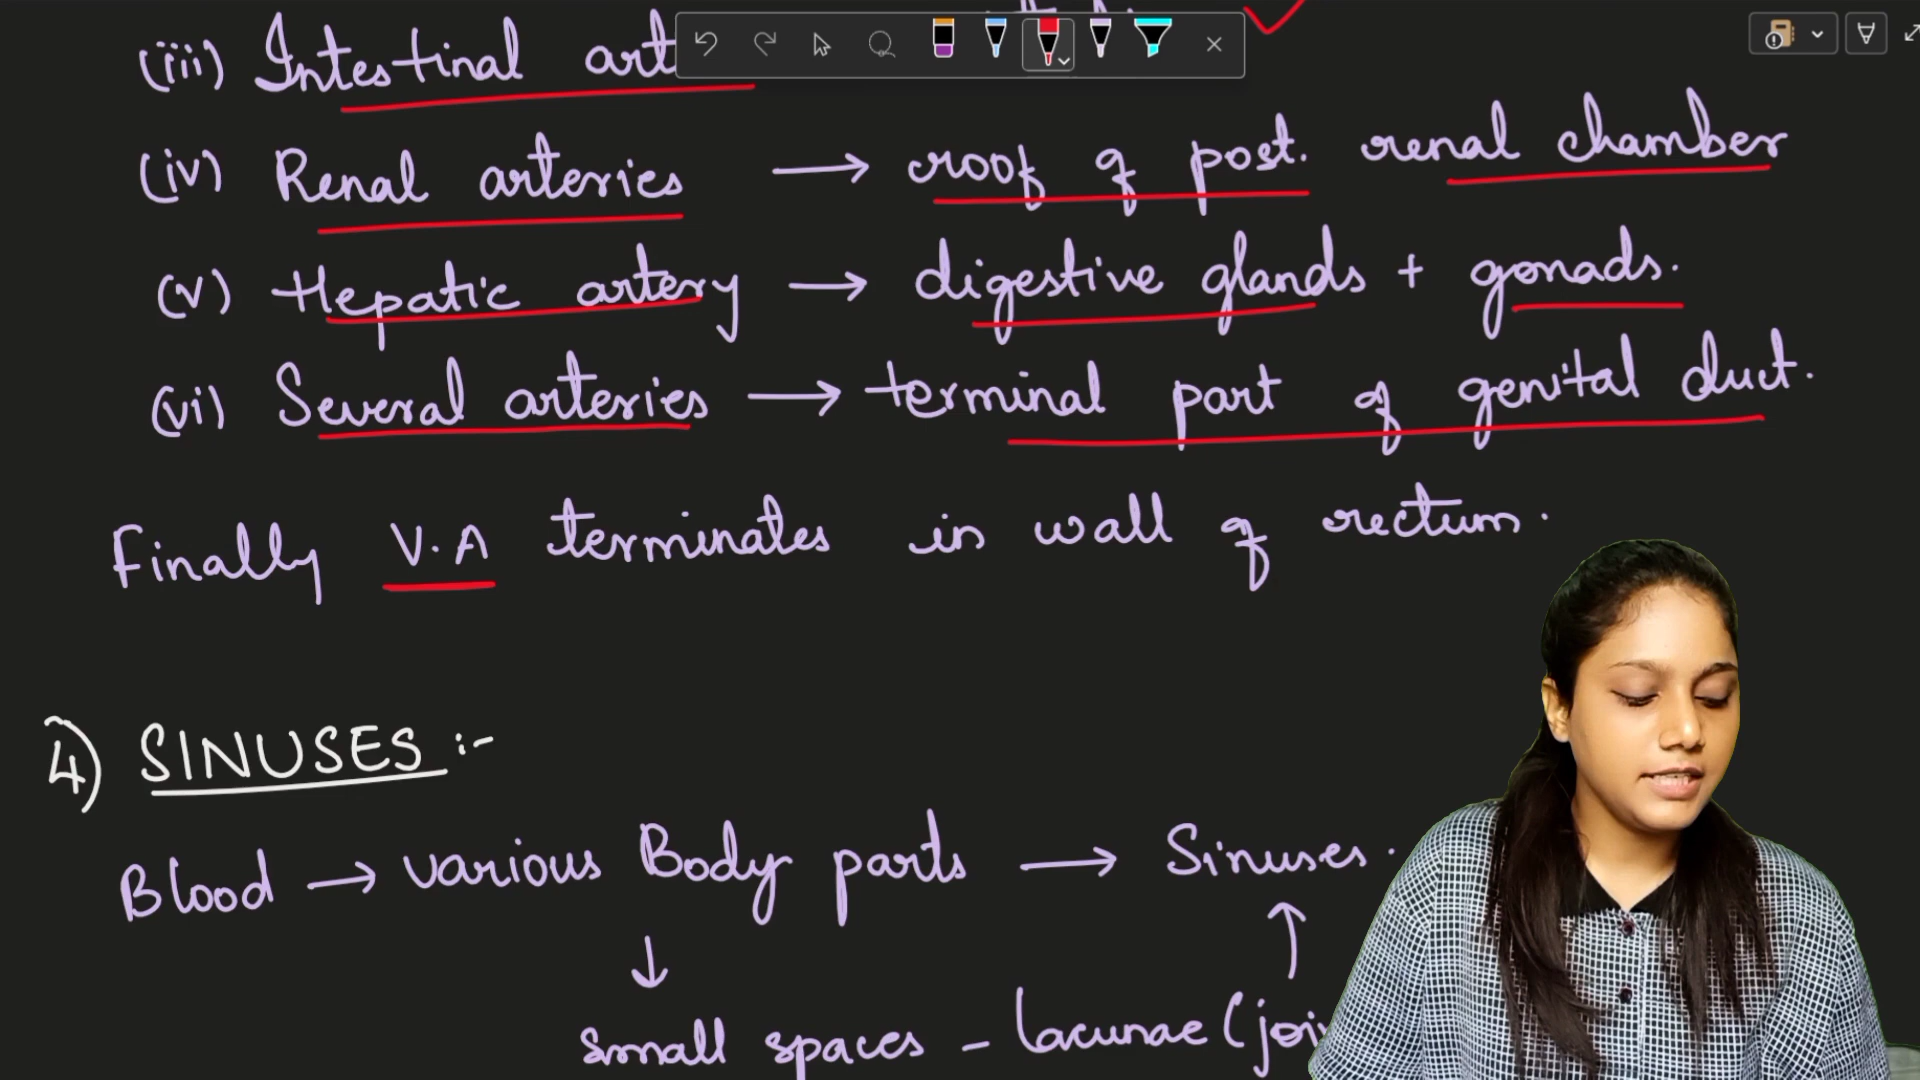 (iii) Intestinal
(iv) Renal arteries → roof of post. renal chamber
(v) Hepatic artery → digestive glands + gonads.
(vi) Several arteries → terminal part of genital duct.
Finally V.A terminates in wall of rectum.
4) SINUSES :-
Blood → various Body parts → Sinuses.
↓ ↑
small spaces - lacunae (join